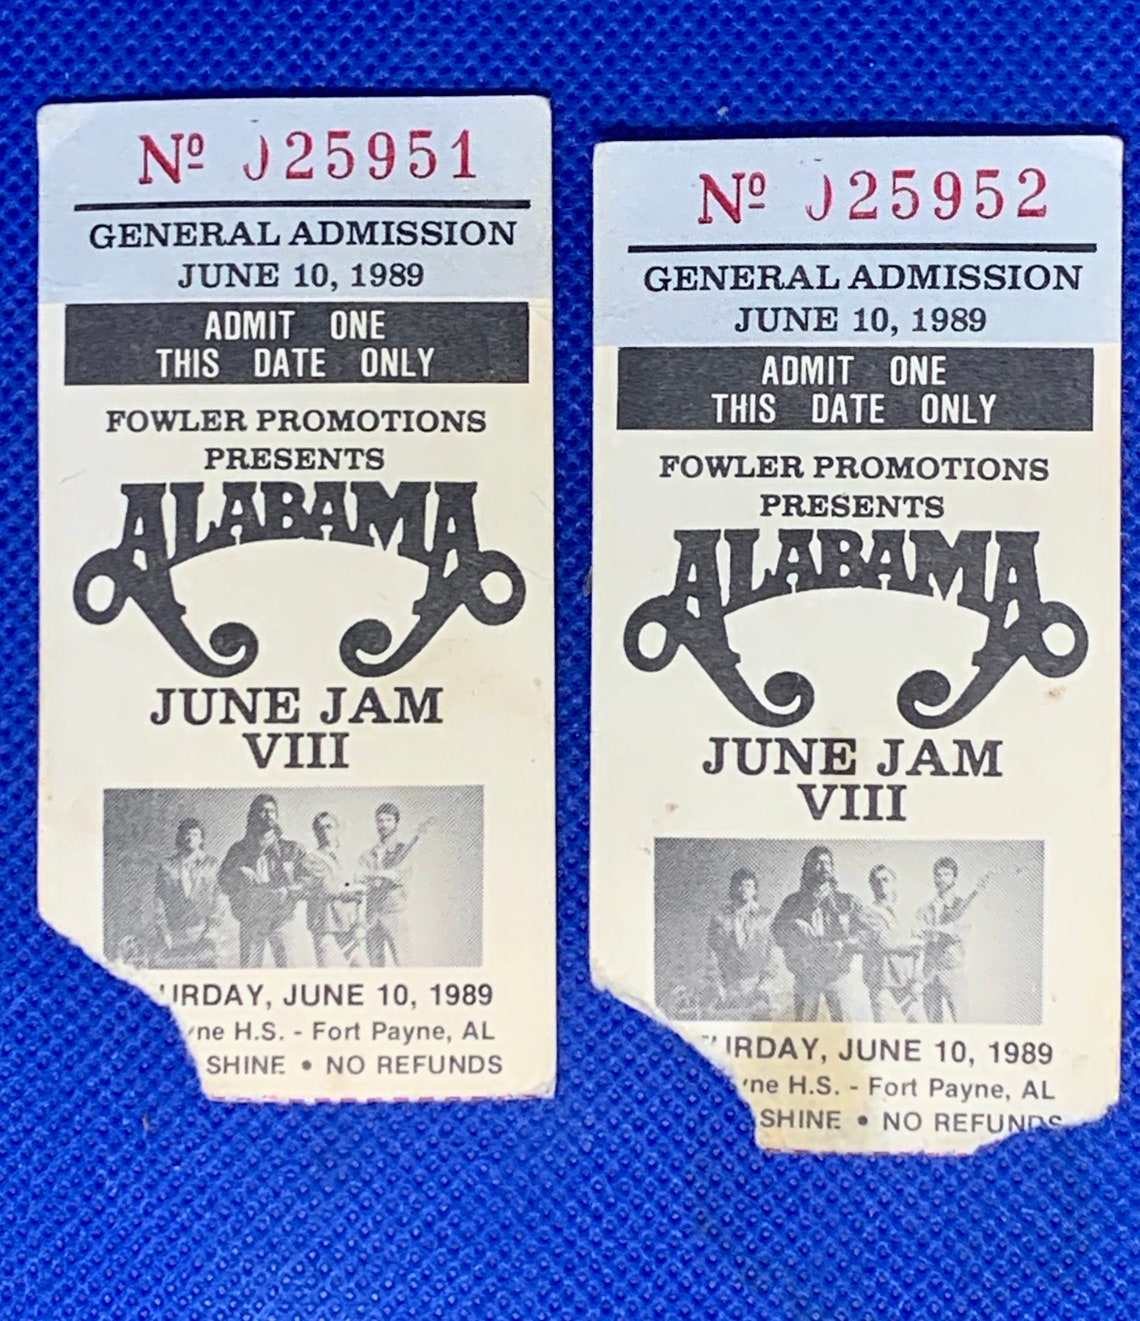 Nº J25951
GENERAL ADMISSION
JUNE 10, 1989
ADMIT ONE
THIS DATE ONLY
FOWLER PROMOTIONS
PRESENTS
ALABAMA
JUNE JAM
VIII
URDAY, JUNE 10, 1989
yne H.S. - Fort Payne, AL
SHINE • NO REFUNDS
Nº J25952
GENERAL ADMISSION
JUNE 10, 1989
ADMIT ONE
THIS DATE ONLY
FOWLER PROMOTIONS
PRESENTS
ALABAMA
JUNE JAM
VIII
URDAY, JUNE 10, 1989
yne H.S. - Fort Payne, AL
SHINE • NO REFUNDS